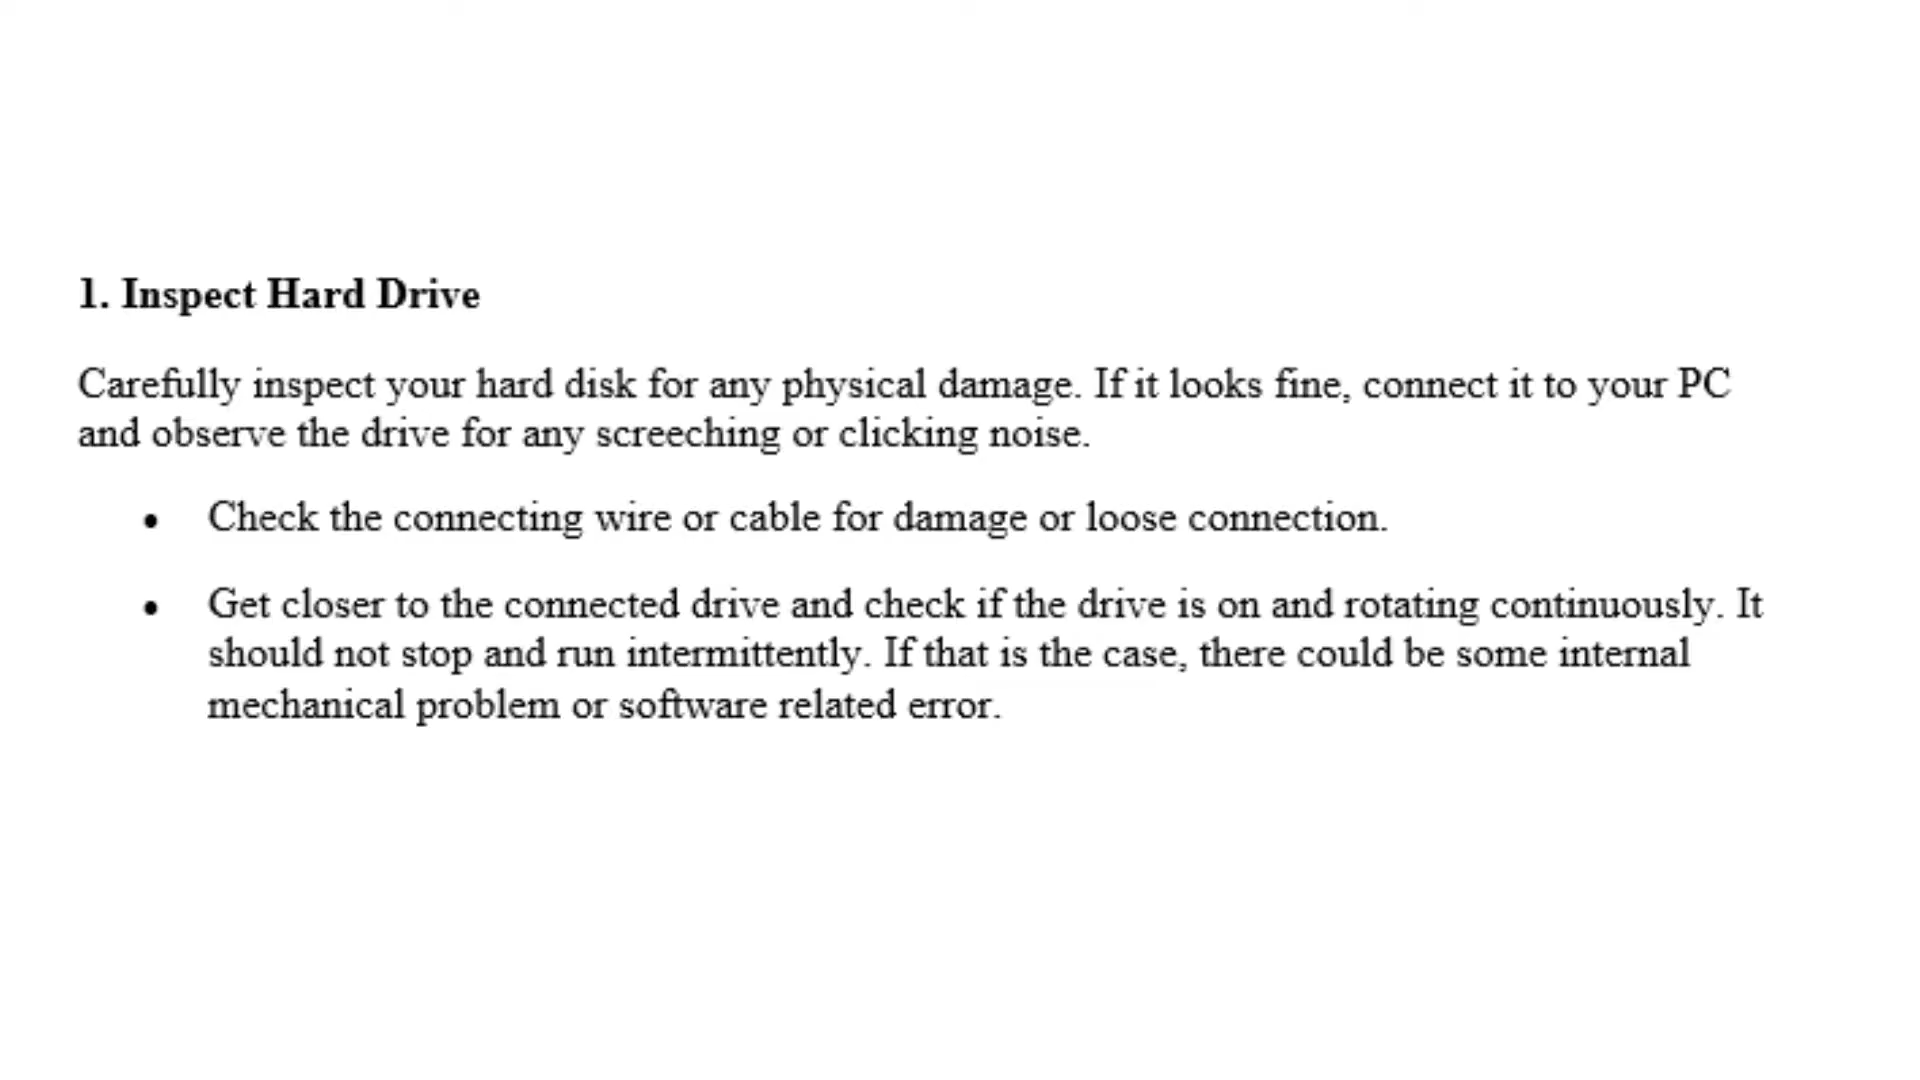 1. Inspect Hard Drive
Carefully inspect your hard disk for any physical damage. If it looks fine, connect it to your PC
and observe the drive for any screeching or clicking noise.
• Check the connecting wire or cable for damage or loose connection.
• Get closer to the connected drive and check if the drive is on and rotating continuously. It
should not stop and run intermittently. If that is the case, there could be some internal
mechanical problem or software related error.